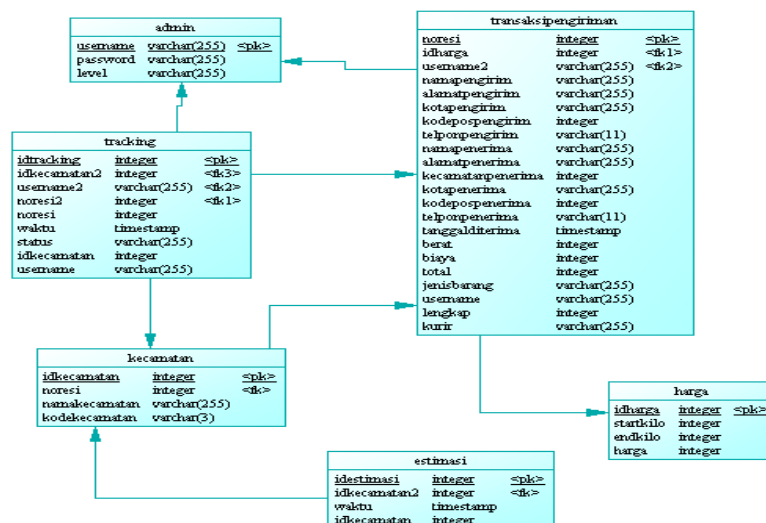 admin
username varchar(255) <pk>
password varchar(255)
level varchar(255)
transaksipengiriman
noresi integer <pk>
idharga integer <fk1>
username2 varchar(255) <fk2>
namapengirim varchar(255)
alamatpengirim varchar(255)
kotapengirim varchar(255)
kodepospengirim integer
telponpengirim varchar(11)
namapenerima varchar(255)
alamatpenerima varchar(255)
kecamatanpenerima integer
kotapenerima varchar(255)
kodepospenerima integer
telponpenerima varchar(11)
tanggalditerima timestamp
berat integer
biaya integer
total integer
jenisbarang varchar(255)
username varchar(255)
lengkap integer
kurir varchar(255)
tracking
idtracking integer <pk>
idkecamatan2 integer <fk3>
username2 varchar(255) <fk2>
noresi2 integer <fk1>
noresi integer
waktu timestamp
status varchar(255)
idkecamatan integer
username varchar(255)
kecamatan
idkecamatan integer <pk>
noresi integer <fk>
namakecamatan varchar(255)
kodekecamatan varchar(3)
harga
idharga integer <pk>
startkilo integer
endkilo integer
harga integer
estimasi
idestimasi integer <pk>
idkecamatan2 integer <fk>
waktu timestamp
idkecamatan integer